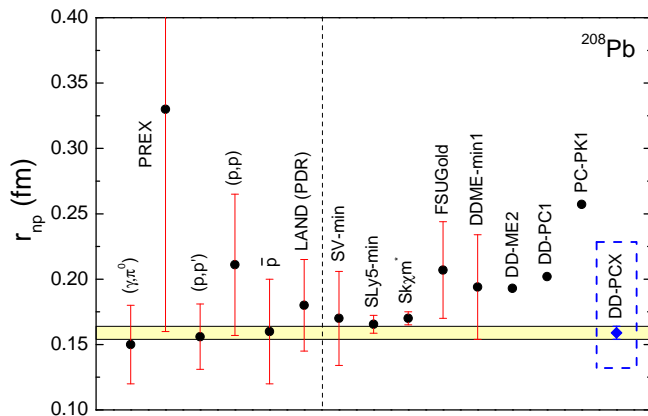 ²⁰⁸Pb
r_np (fm)
0.40
0.35
0.30
0.25
0.20
0.15
0.10
(γ,π⁰)
PREX
(p,p')
(p,p)
p̅
LAND (PDR)
SV-min
SLy5-min
Skχm*
FSUGold
DDME-min1
DD-ME2
DD-PC1
PC-PK1
DD-PCX